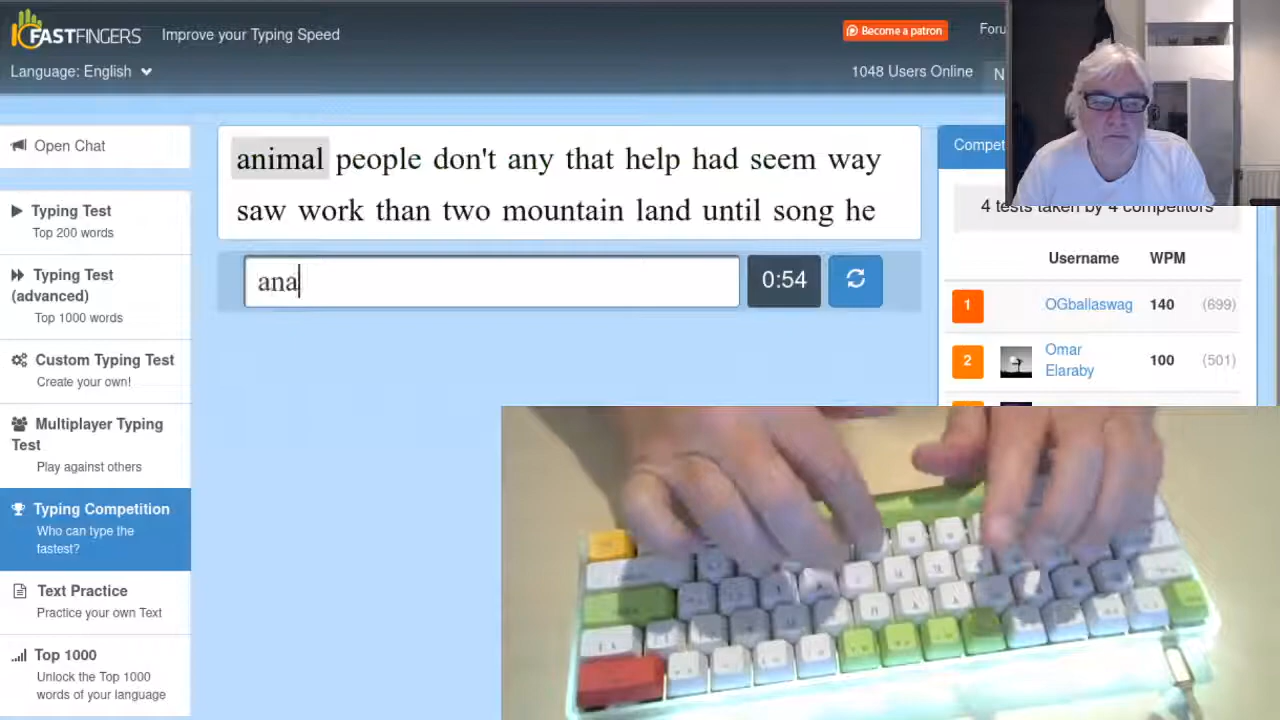 10FASTFINGERS
Improve your Typing Speed
Become a patron
Foru
Language: English
1048 Users Online
N
Open Chat
Typing Test
Top 200 words
Typing Test
(advanced)
Top 1000 words
Custom Typing Test
Create your own!
Multiplayer Typing
Test
Play against others
Typing Competition
Who can type the
fastest?
Text Practice
Practice your own Text
Top 1000
Unlock the Top 1000
words of your language
animal people don't any that help had seem way
saw work than two mountain land until song he
ana
0:54
Compet
4 tests taken by 4 competitors
Username WPM
1 OGballaswag 140 (699)
2 Omar Elaraby 100 (501)